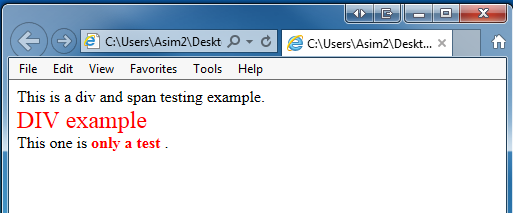 C:\Users\Asim2\Deskt
C:\Users\Asim2\Deskt...
File Edit View Favorites Tools Help
This is a div and span testing example.
DIV example
This one is only a test .